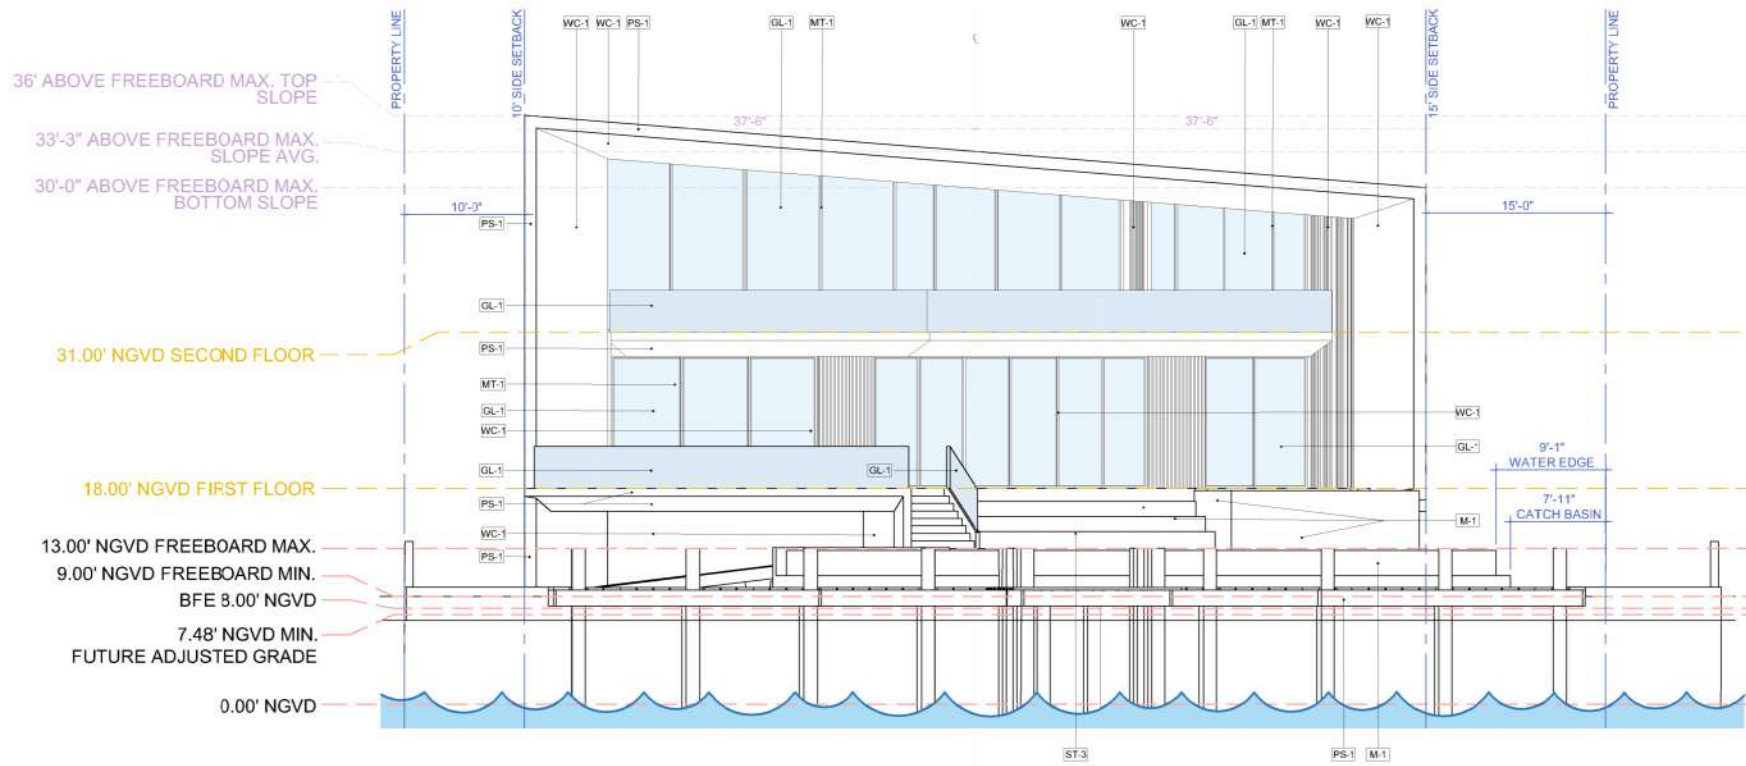 PROPERTY LINE
10' SIDE SETBACK
WC-1
WC-1
PS-1
GL-1
MT-1
WC-1
GL-1
MT-1
WC-1
WC-1
15' SIDE SETBACK
PROPERTY LINE
36' ABOVE FREEBOARD MAX. TOP
SLOPE
37'-6"
37'-6"
33'-3" ABOVE FREEBOARD MAX.
SLOPE AVG.
30'-0" ABOVE FREEBOARD MAX.
BOTTOM SLOPE
10'-0"
15'-0"
PS-1
GL-1
PS-1
31.00' NGVD SECOND FLOOR
MT-1
GL-1
WC-1
WC-1
GL-1
9'-1"
WATER EDGE
GL-1
GL-1
18.00' NGVD FIRST FLOOR
7'-11"
CATCH BASIN
PS-1
M-1
WC-1
13.00' NGVD FREEBOARD MAX.
PS-1
9.00' NGVD FREEBOARD MIN.
BFE 8.00' NGVD
7.48' NGVD MIN.
FUTURE ADJUSTED GRADE
0.00' NGVD
ST-3
PS-1
M-1